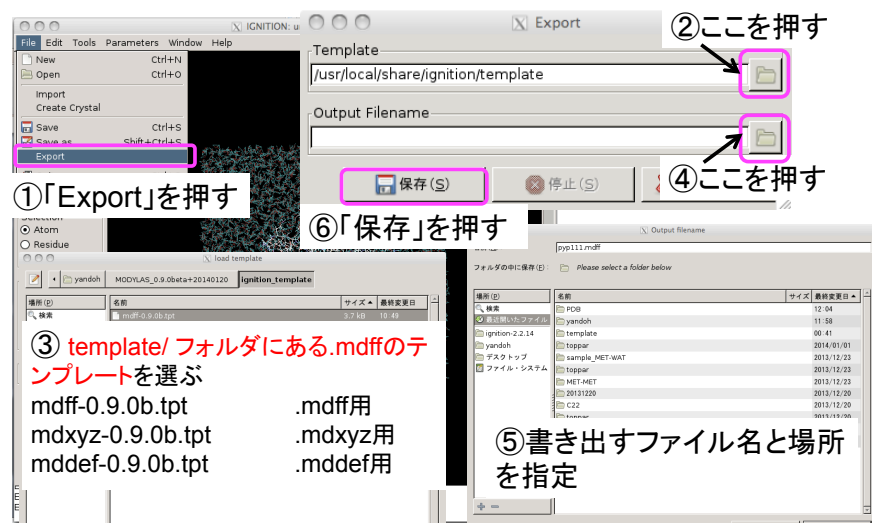 IGNITION: u
File Edit Tools Parameters Window Help
New Ctrl+N
Open Ctrl+O
Import
Create Crystal
Save Ctrl+S
Save as Shift+Ctrl+S
Export
①「Export」を押す
Export
②ここを押す
Template
/usr/local/share/ignition/template
Output Filename
保存(S)
停止(S)
④ここを押す
⑥「保存」を押す
Selection
Atom
Residue
load template
yandoh MODYLAS_0.9.0beta+20140120 ignition_template
場所(P) 名前 サイズ 最終変更日
検索 mdff-0.9.0b.tpt 3.7 kB 10:49
③ template/ フォルダにある.mdffのテ
ンプレートを選ぶ
mdff-0.9.0b.tpt .mdff用
mdxyz-0.9.0b.tpt .mdxyz用
mddef-0.9.0b.tpt .mddef用
Output filename
pyp111.mdff
フォルダの中に保存(F): Please select a folder below
場所(P) 名前 サイズ 最終変更日
検索 PDB 12:04
最近開いたファイル yandoh 11:58
ignition-2.2.14 template 00:41
yandoh toppar 2014/01/01
デスクトップ sample_MET-WAT 2013/12/23
ファイル・システム toppar 2013/12/23
MET-MET 2013/12/23
20131220 2013/12/20
C22 2013/12/20
toppar 2013/12/20
⑤書き出すファイル名と場所
を指定